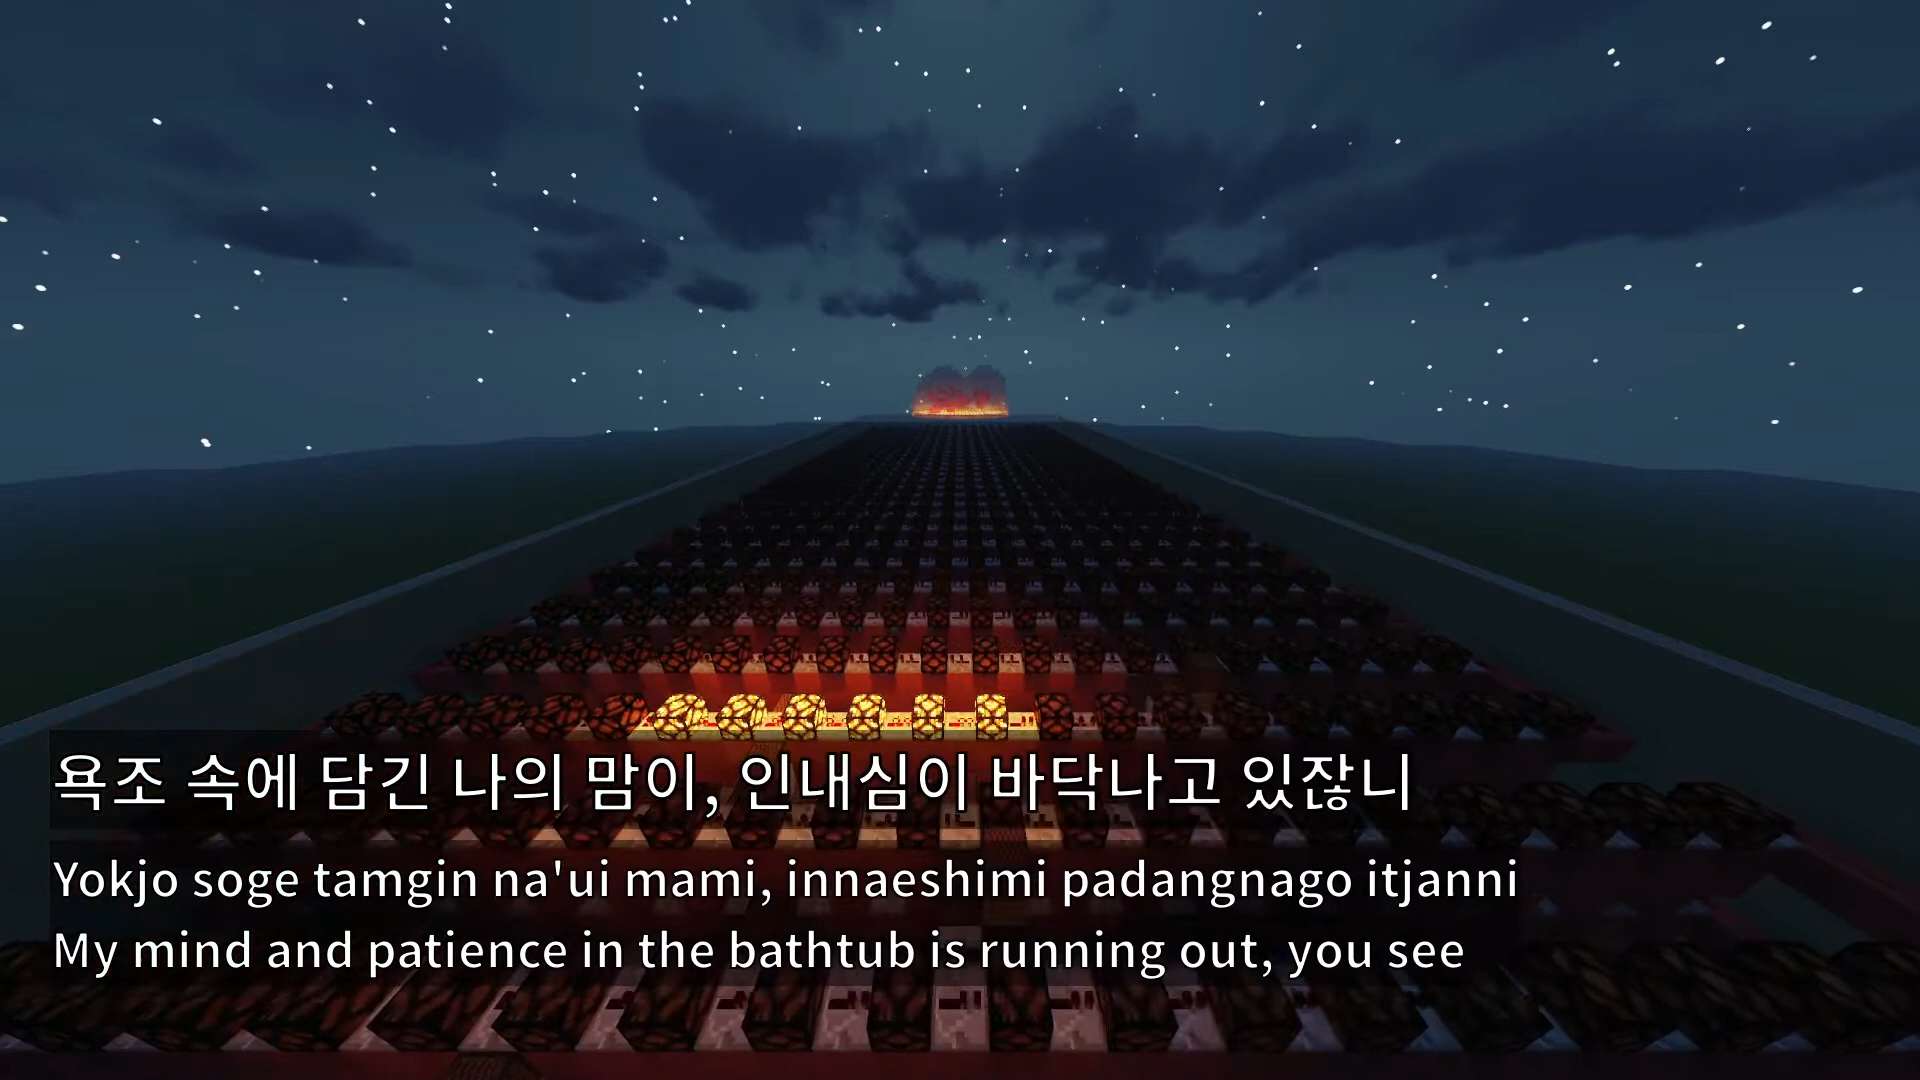 욕조 속에 담긴 나의 맘이, 인내심이 바닥나고 있잖니
Yokjo soge tamgin na'ui mami, innaeshimi padangnago itjanni
My mind and patience in the bathtub is running out, you see